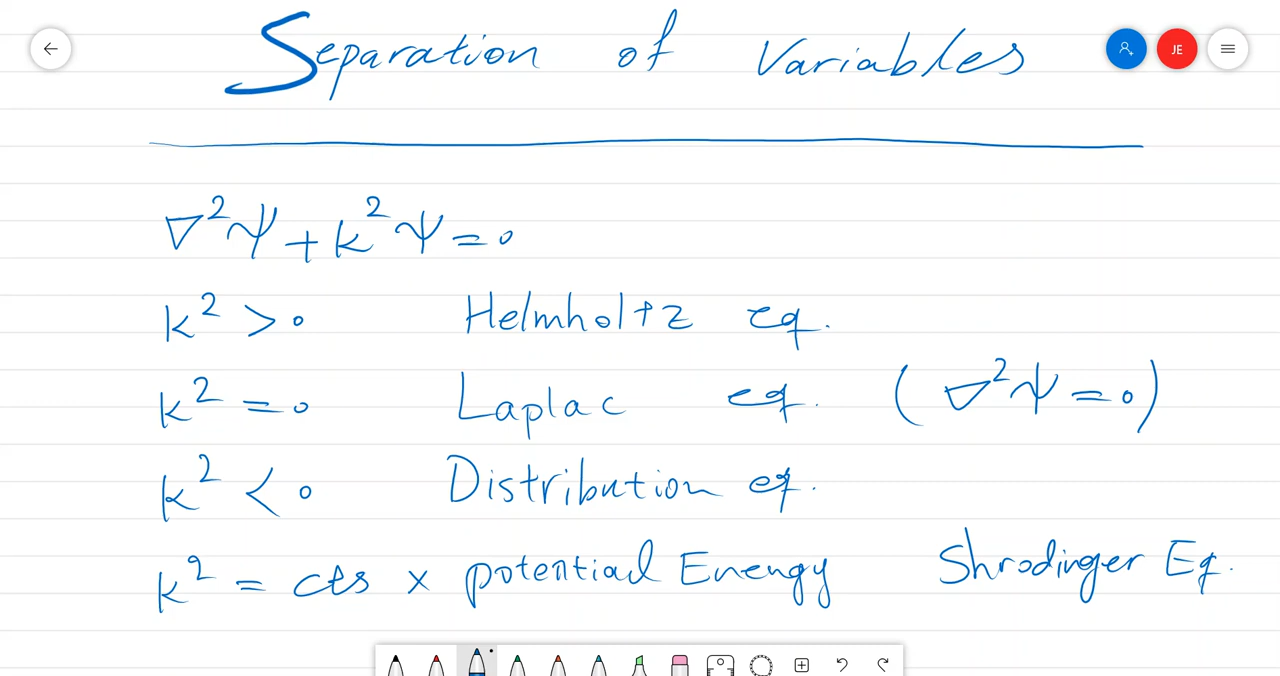 Separation of Variables
JE
∇²ψ + k²ψ = 0
k² > 0 Helmholtz eq.
k² = 0 Laplac eq. (∇²ψ = 0)
k² < 0 Distribution eq.
k² = cts × potential Energy Shrodinger Eq.